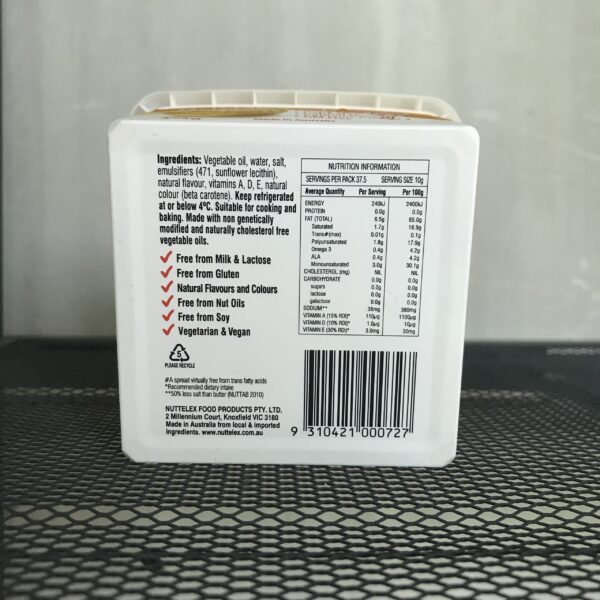 Made in Australia
Ingredients: Vegetable oil, water, salt,
emulsifiers (471, sunflower lecithin),
natural flavour, vitamins A, D, E, natural
colour (beta carotene). Keep refrigerated
at or below 4°C. Suitable for cooking and
baking. Made with non genetically
modified and naturally cholesterol free
vegetable oils.
Free from Milk & Lactose
Free from Gluten
Natural Flavours and Colours
Free from Nut Oils
Free from Soy
Vegetarian & Vegan
5
PLEASE RECYCLE
#A spread virtually free from trans fatty acids
*Recommended dietary intake
**50% less salt than butter (NUTTAB 2010)
NUTTELEX FOOD PRODUCTS PTY. LTD.
2 Millennium Court, Knoxfield VIC 3180
Made in Australia from local & imported
ingredients. www.nuttelex.com.au
NUTRITION INFORMATION
SERVINGS PER PACK 37.5 SERVING SIZE 10g
Average Quantity Per Serving Per 100g
ENERGY 240kJ 2400kJ
PROTEIN 0.0g 0.0g
FAT (TOTAL) 6.5g 65.0g
Saturated 1.7g 16.9g
Trans#(max) 0.01g 0.1g
Polyunsaturated 1.8g 17.9g
Omega 3 0.4g 4.2g
ALA 0.4g 4.2g
Monounsaturated 3.0g 30.1g
CHOLESTEROL (mg) NIL NIL
CARBOHYDRATE 0.0g 0.0g
sugars 0.0g 0.0g
lactose 0.0g 0.0g
galactose 0.0g 0.0g
SODIUM** 38mg 380mg
VITAMIN A (15% RDI)* 110µg 1100µg
VITAMIN D (10% RDI)* 1.0µg 10µg
VITAMIN E (30% RDI)* 3.0mg 30mg
9 310421 000727